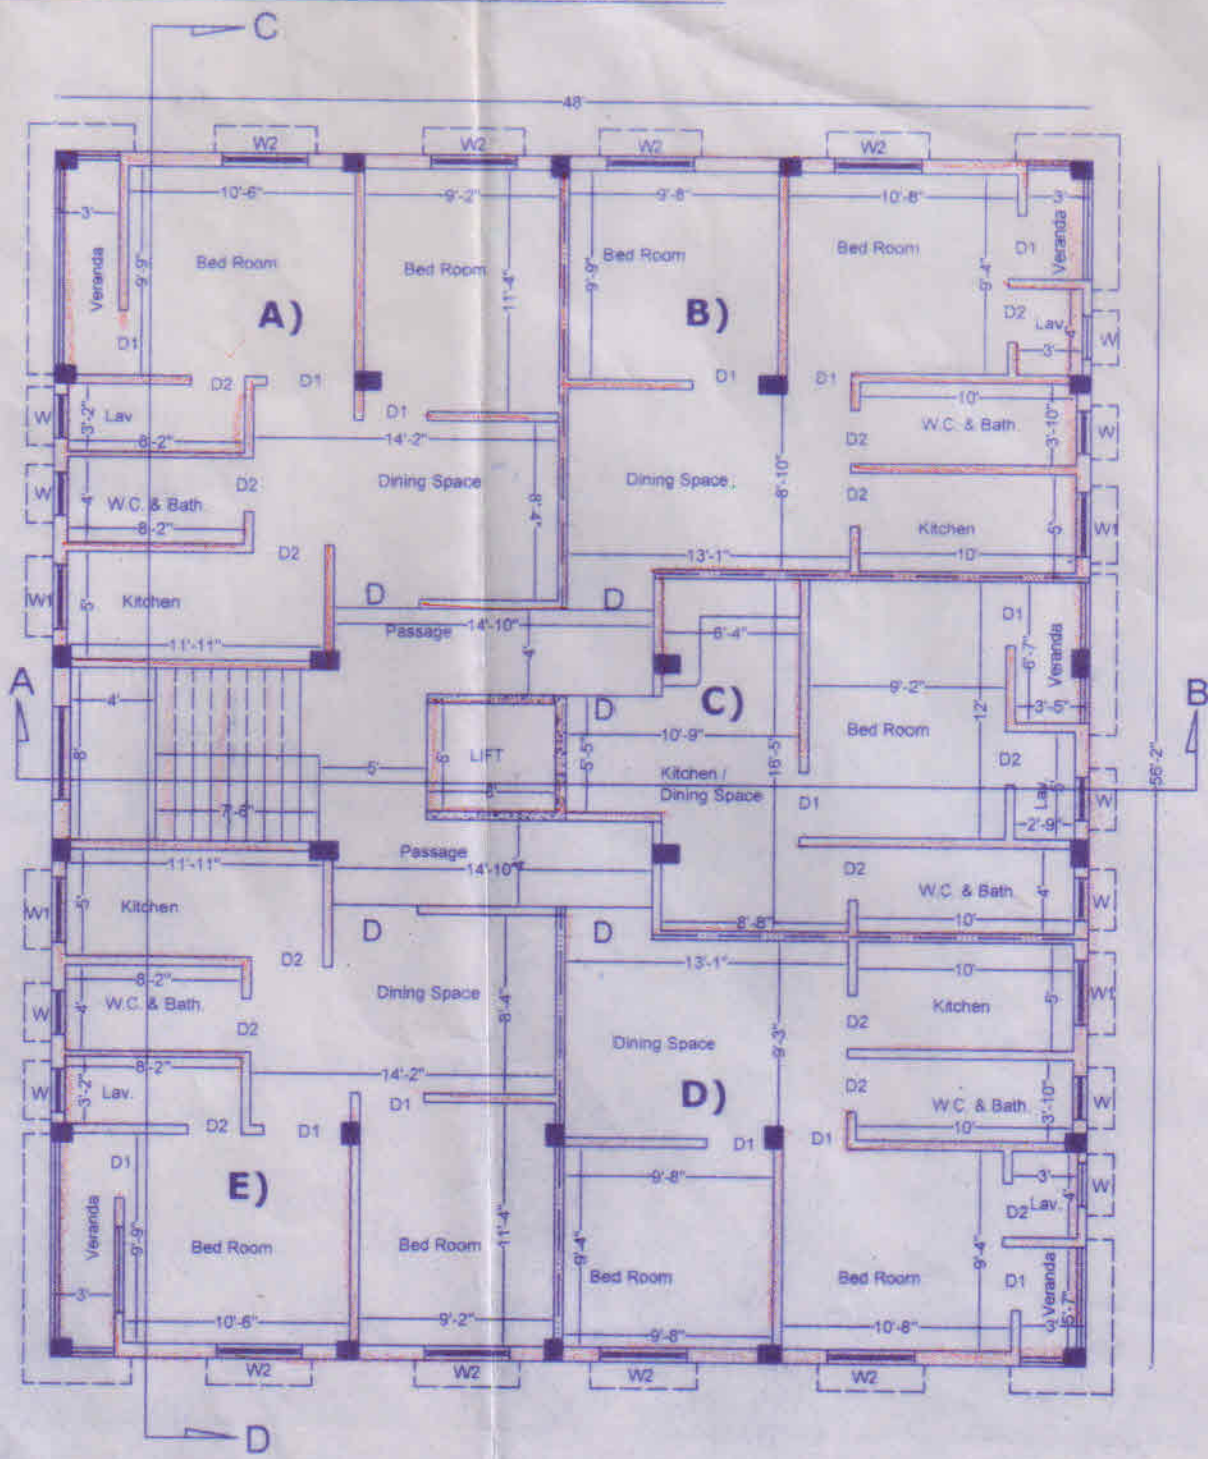 C
48'
W2 W2 W2 W2
10'-6" 9'-2" 9'-8" 10'-8" 3'
3'
Veranda
9'-9"
Bed Room
Bed Room
11'-4"
9'-9"
Bed Room
Bed Room
9'-4"
D1
Veranda
A)
B)
D1
D2
Lav.
4'
3'
W
D2 D1
D1
D1 D1
W
3'-2"
Lav
8'-2"
14'-2"
10'
W.C. & Bath.
3'-10"
W
D2
W
4'
W.C. & Bath.
8'-2"
D2
Dining Space
8'-4"
Dining Space
8'-10"
D2
Kitchen
5'
W1
10'
D2
13'-1"
W1
5'
Kitchen
11'-11"
D
Passage
14'-10"
D
4'
6'-4"
D1
6'-7"
Veranda
3'-5"
A
4'
8'
7'-6"
5'
6'
LIFT
6'
D
C)
10'-9"
5'-5"
16'-5"
Kitchen /
Dining Space
9'-2"
12'
Bed Room
D1
D2
Lav.
2'-9"
W
B
56'-2"
Passage
14'-10"
D2
W.C. & Bath.
10'
4'
W
8'-8"
11'-11"
W1
5'
Kitchen
D2
D
D
13'-1"
10'
Kitchen
5'
W1
8'-2"
W
4'
W.C. & Bath.
D2
Dining Space
8'-4"
Dining Space
9'-3"
D2
8'-2"
W
3'-2"
Lav.
14'-2"
D1
D)
D2
W.C. & Bath.
3'-10"
10'
W
D2 D1
D1 D1
D1
E)
9'-8"
3'
4'
W
D2
Lav.
Veranda
9'-9"
Bed Room
Bed Room
11'-4"
9'-4"
Bed Room
Bed Room
9'-4"
D1
Veranda
5'-7"
3'
3'
10'-6" 9'-2" 9'-8" 10'-8"
W2 W2 W2 W2
D